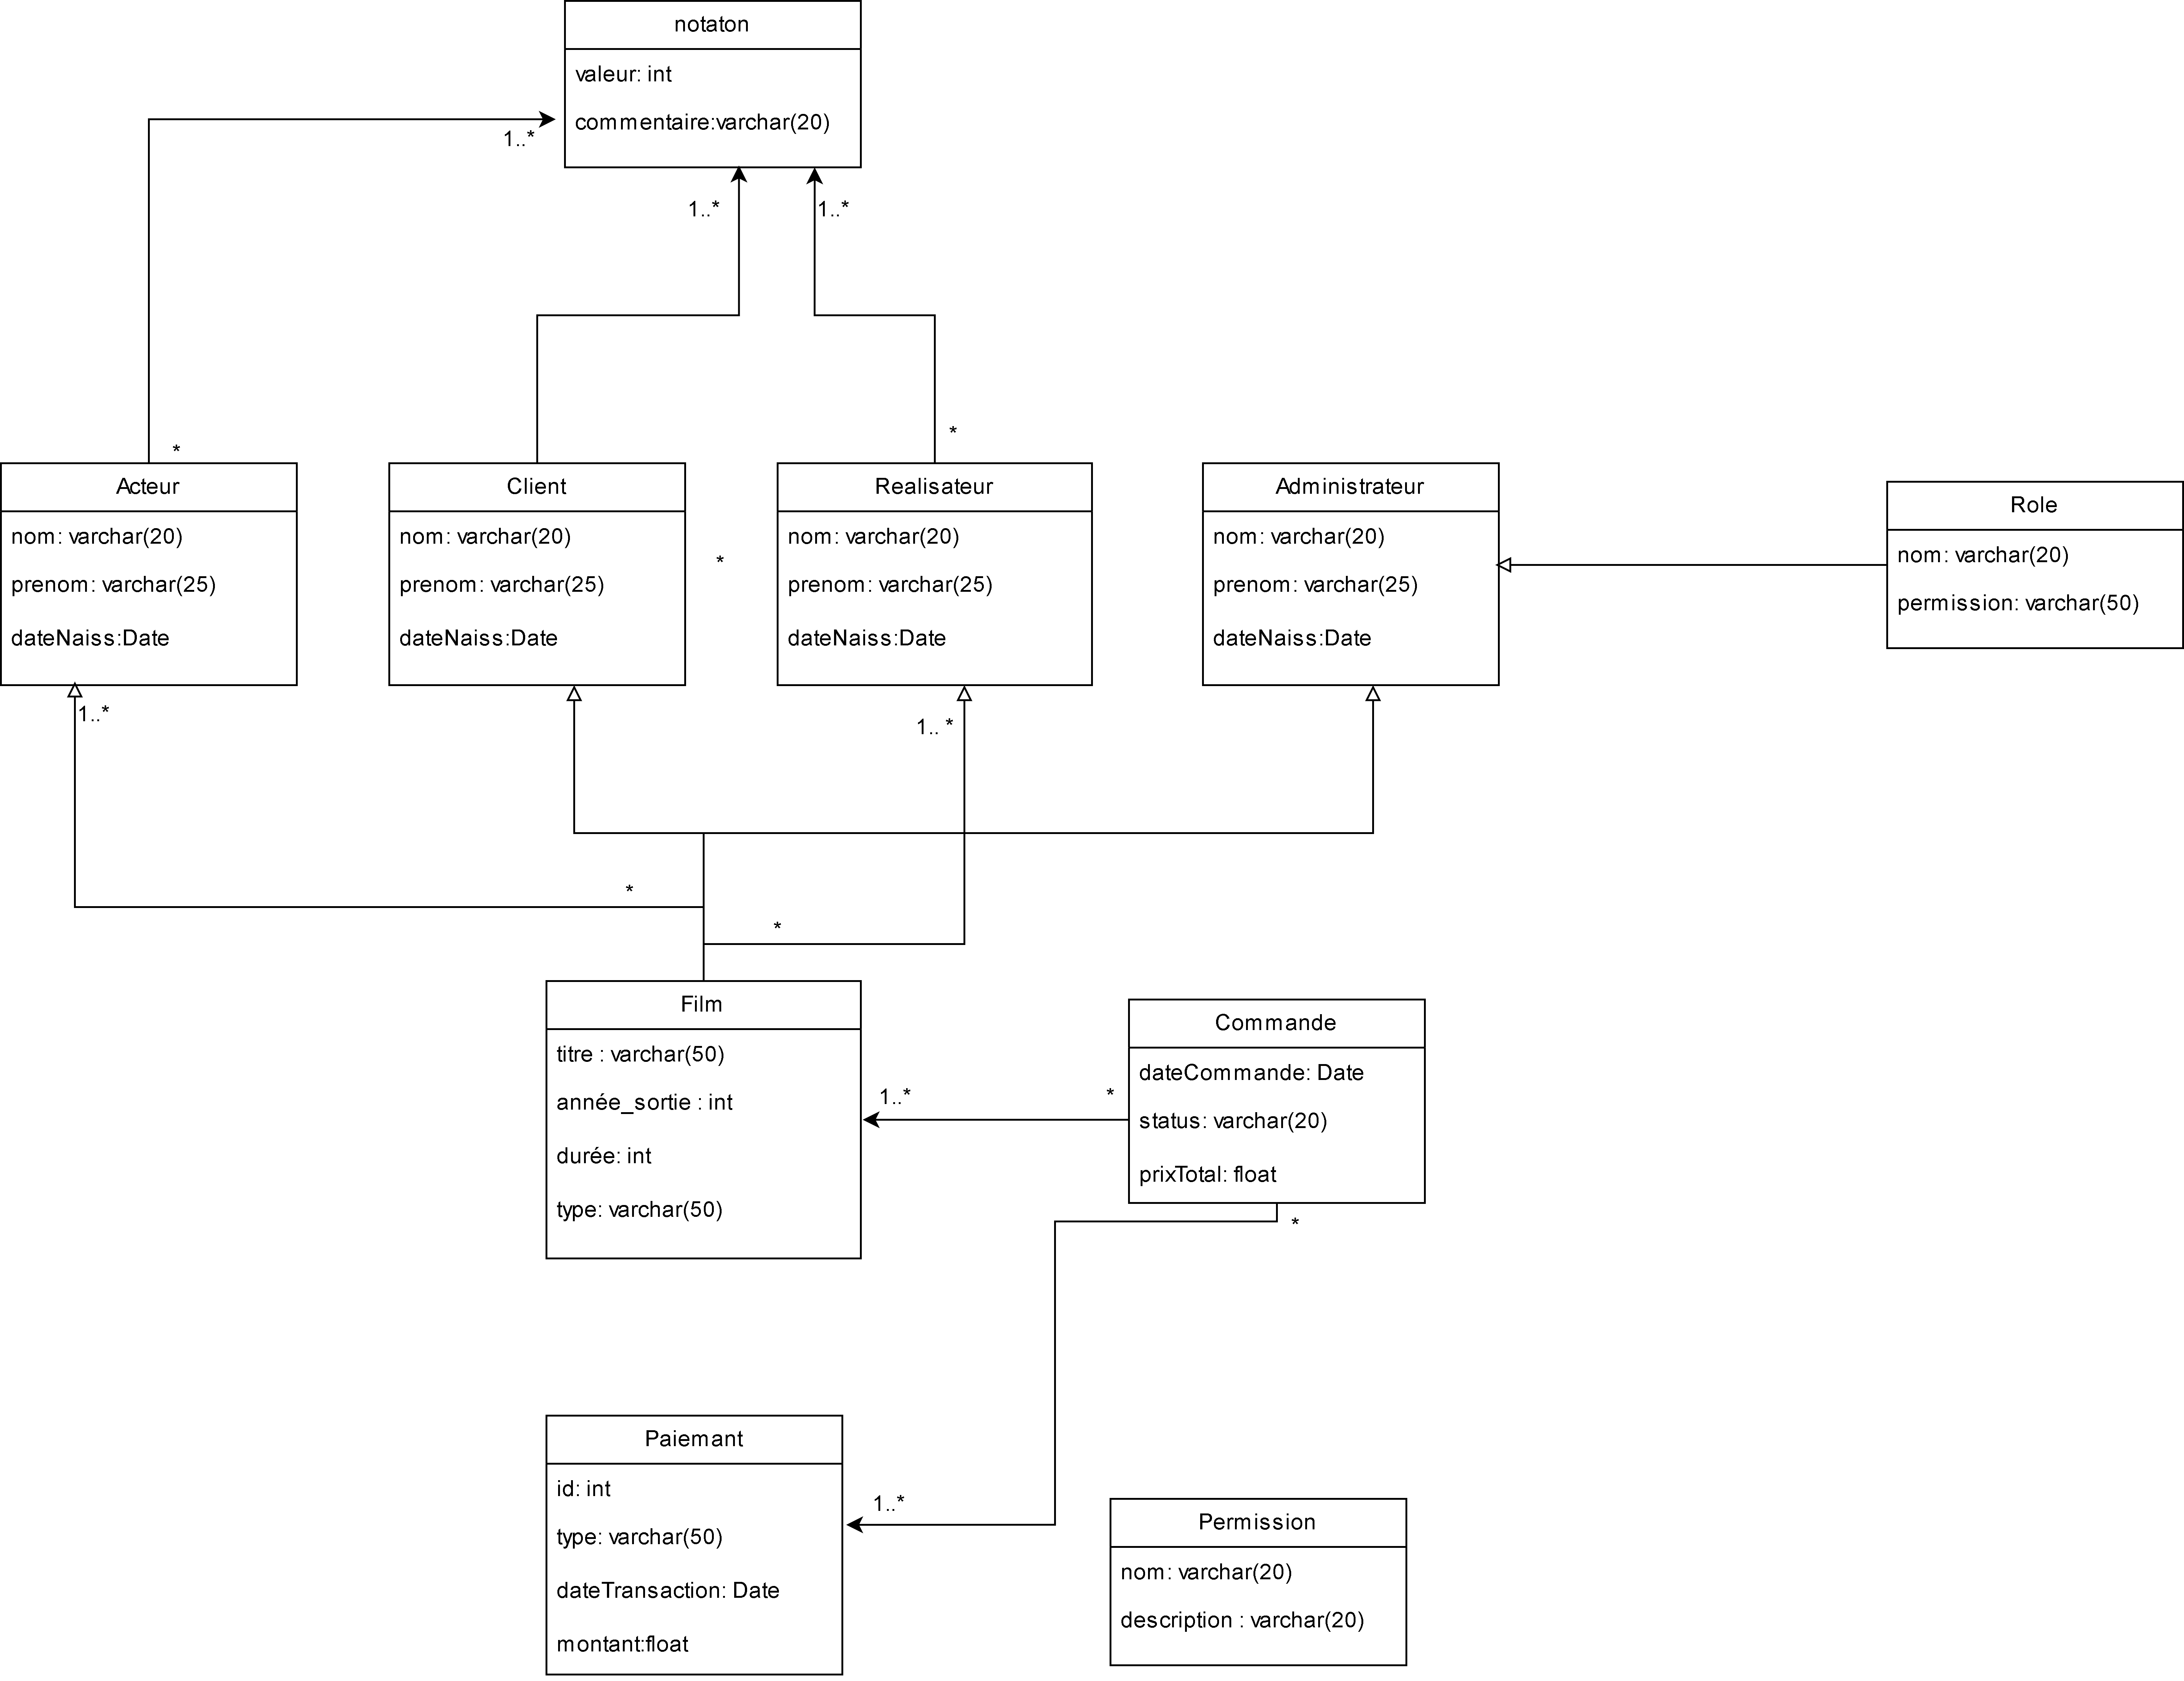 notaton
valeur: int
commentaire:varchar(20)
1..*
1..*
1..*
*
*
Acteur
nom: varchar(20)
prenom: varchar(25)
dateNaiss:Date
Client
nom: varchar(20)
prenom: varchar(25)
dateNaiss:Date
*
Realisateur
nom: varchar(20)
prenom: varchar(25)
dateNaiss:Date
Administrateur
nom: varchar(20)
prenom: varchar(25)
dateNaiss:Date
Role
nom: varchar(20)
permission: varchar(50)
1..*
1.. *
*
*
Film
titre : varchar(50)
année_sortie : int
durée: int
type: varchar(50)
1..*
*
Commande
dateCommande: Date
status: varchar(20)
prixTotal: float
*
Paiemant
id: int
type: varchar(50)
dateTransaction: Date
montant:float
1..*
Permission
nom: varchar(20)
description : varchar(20)